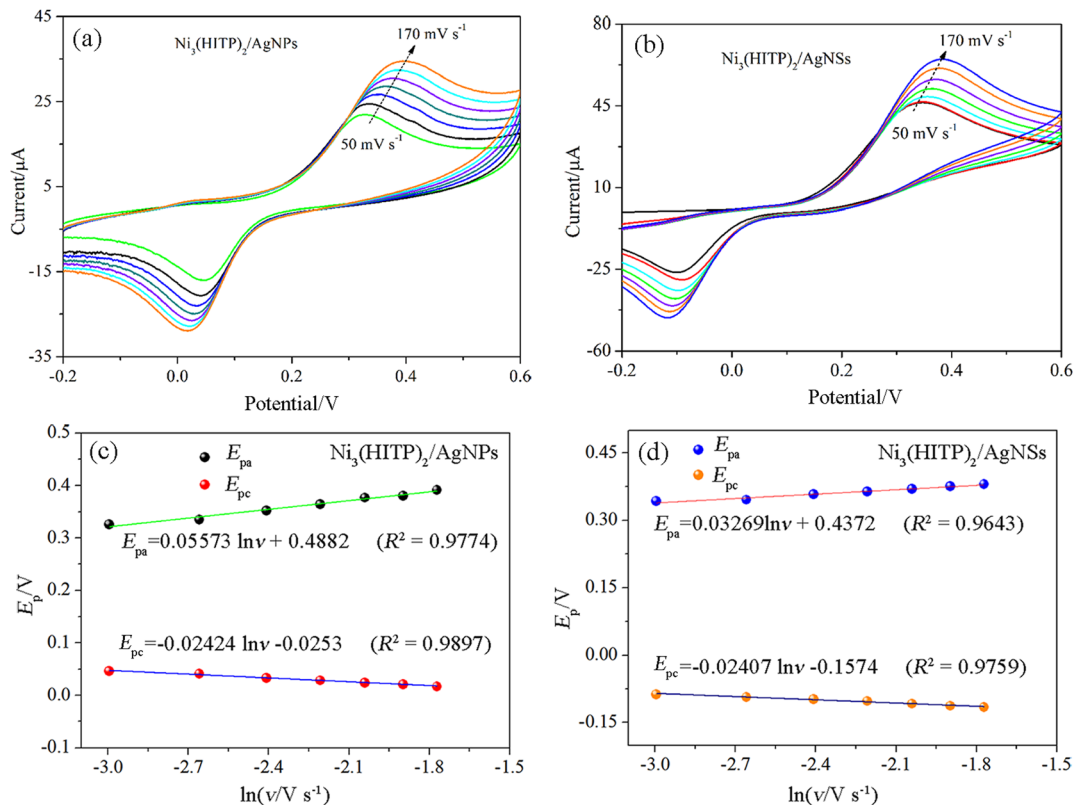 (a)
Ni₃(HITP)₂/AgNPs
170 mV s⁻¹
50 mV s⁻¹
45
25
5
-15
-35
Current/μA
-0.2 0.0 0.2 0.4 0.6
Potential/V
(b)
Ni₃(HITP)₂/AgNSs
170 mV s⁻¹
50 mV s⁻¹
80
45
10
-25
-60
Current/μA
-0.2 0.0 0.2 0.4 0.6
Potential/V
(c)
Ni₃(HITP)₂/AgNPs
Epa
Epc
Epa=0.05573 lnν + 0.4882 (R² = 0.9774)
Epc=-0.02424 lnν -0.0253 (R² = 0.9897)
0.5
0.4
0.3
0.2
0.1
0.0
-0.1
Ep/V
-3.0 -2.7 -2.4 -2.1 -1.8 -1.5
ln(ν/V s⁻¹)
(d)
Ni₃(HITP)₂/AgNSs
Epa
Epc
Epa=0.03269lnν + 0.4372 (R² = 0.9643)
Epc=-0.02407 lnν -0.1574 (R² = 0.9759)
0.45
0.30
0.15
0.00
-0.15
Ep/V
-3.0 -2.7 -2.4 -2.1 -1.8 -1.5
ln(ν/V s⁻¹)